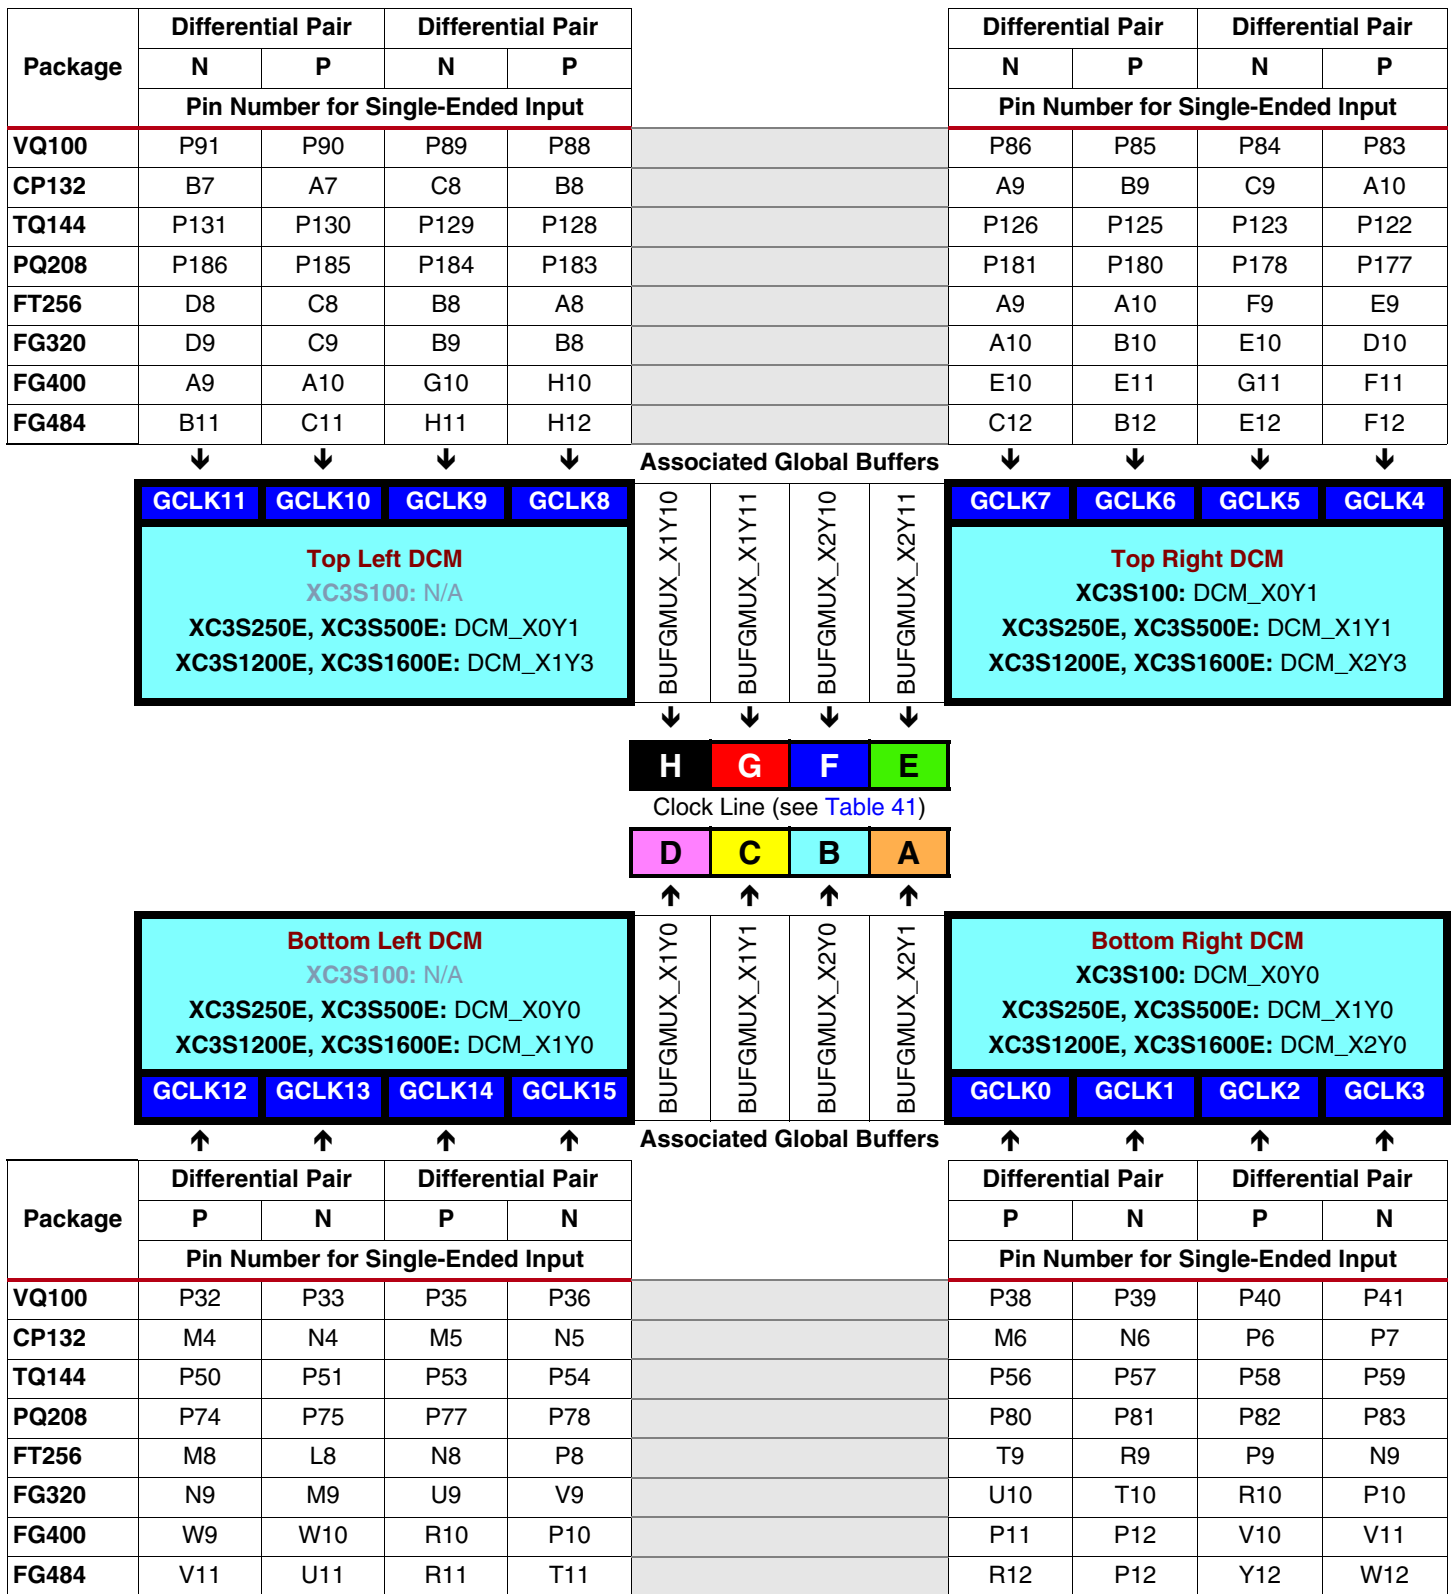 Package Differential Pair Differential Pair Differential Pair Differential Pair
N P N P N P N P
Pin Number for Single-Ended Input Pin Number for Single-Ended Input
VQ100 P91 P90 P89 P88 P86 P85 P84 P83
CP132 B7 A7 C8 B8 A9 B9 C9 A10
TQ144 P131 P130 P129 P128 P126 P125 P123 P122
PQ208 P186 P185 P184 P183 P181 P180 P178 P177
FT256 D8 C8 B8 A8 A9 A10 F9 E9
FG320 D9 C9 B9 B8 A10 B10 E10 D10
FG400 A9 A10 G10 H10 E10 E11 G11 F11
FG484 B11 C11 H11 H12 C12 B12 E12 F12
Associated Global Buffers
GCLK11 GCLK10 GCLK9 GCLK8 GCLK7 GCLK6 GCLK5 GCLK4
Top Left DCM
XC3S100: N/A
XC3S250E, XC3S500E: DCM_X0Y1
XC3S1200E, XC3S1600E: DCM_X1Y3
BUFGMUX_X1Y10
BUFGMUX_X1Y11
BUFGMUX_X2Y10
BUFGMUX_X2Y11
Top Right DCM
XC3S100: DCM_X0Y1
XC3S250E, XC3S500E: DCM_X1Y1
XC3S1200E, XC3S1600E: DCM_X2Y3
H G F E
Clock Line (see Table 41)
D C B A
Bottom Left DCM
XC3S100: N/A
XC3S250E, XC3S500E: DCM_X0Y0
XC3S1200E, XC3S1600E: DCM_X1Y0
BUFGMUX_X1Y0
BUFGMUX_X1Y1
BUFGMUX_X2Y0
BUFGMUX_X2Y1
Bottom Right DCM
XC3S100: DCM_X0Y0
XC3S250E, XC3S500E: DCM_X1Y0
XC3S1200E, XC3S1600E: DCM_X2Y0
GCLK12 GCLK13 GCLK14 GCLK15 GCLK0 GCLK1 GCLK2 GCLK3
Associated Global Buffers
Package Differential Pair Differential Pair Differential Pair Differential Pair
P N P N P N P N
Pin Number for Single-Ended Input Pin Number for Single-Ended Input
VQ100 P32 P33 P35 P36 P38 P39 P40 P41
CP132 M4 N4 M5 N5 M6 N6 P6 P7
TQ144 P50 P51 P53 P54 P56 P57 P58 P59
PQ208 P74 P75 P77 P78 P80 P81 P82 P83
FT256 M8 L8 N8 P8 T9 R9 P9 N9
FG320 N9 M9 U9 V9 U10 T10 R10 P10
FG400 W9 W10 R10 P10 P11 P12 V10 V11
FG484 V11 U11 R11 T11 R12 P12 Y12 W12